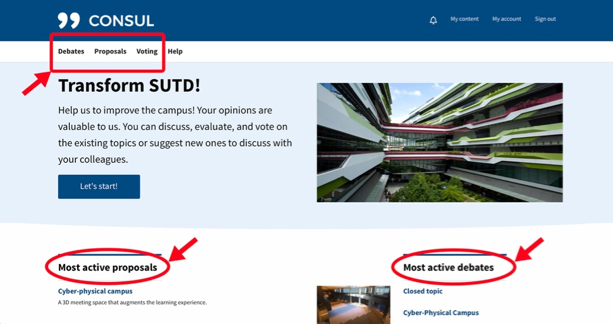 CONSUL
My content My account Sign out
Debates Proposals Voting Help
Transform SUTD!
Help us to improve the campus! Your opinions are
valuable to us. You can discuss, evaluate, and vote on
the existing topics or suggest new ones to discuss with
your colleagues.
Let's start!
Most active proposals
Cyber-physical campus
A 3D meeting space that augments the learning experience.
Most active debates
Closed topic
Cyber-Physical Campus